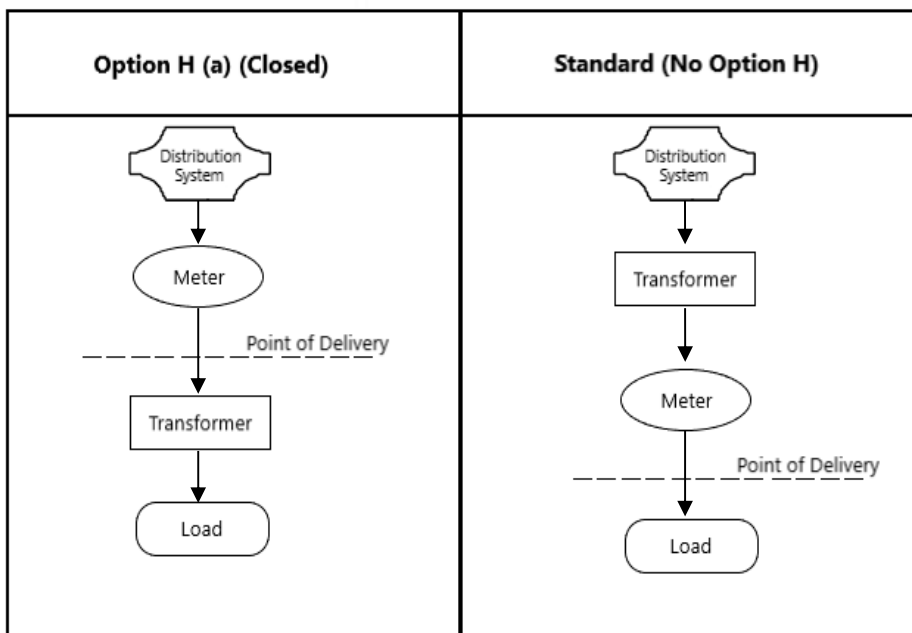 Option H (a) (Closed)
Standard (No Option H)
Distribution
System
Meter
Point of Delivery
Transformer
Load
Distribution
System
Transformer
Meter
Point of Delivery
Load